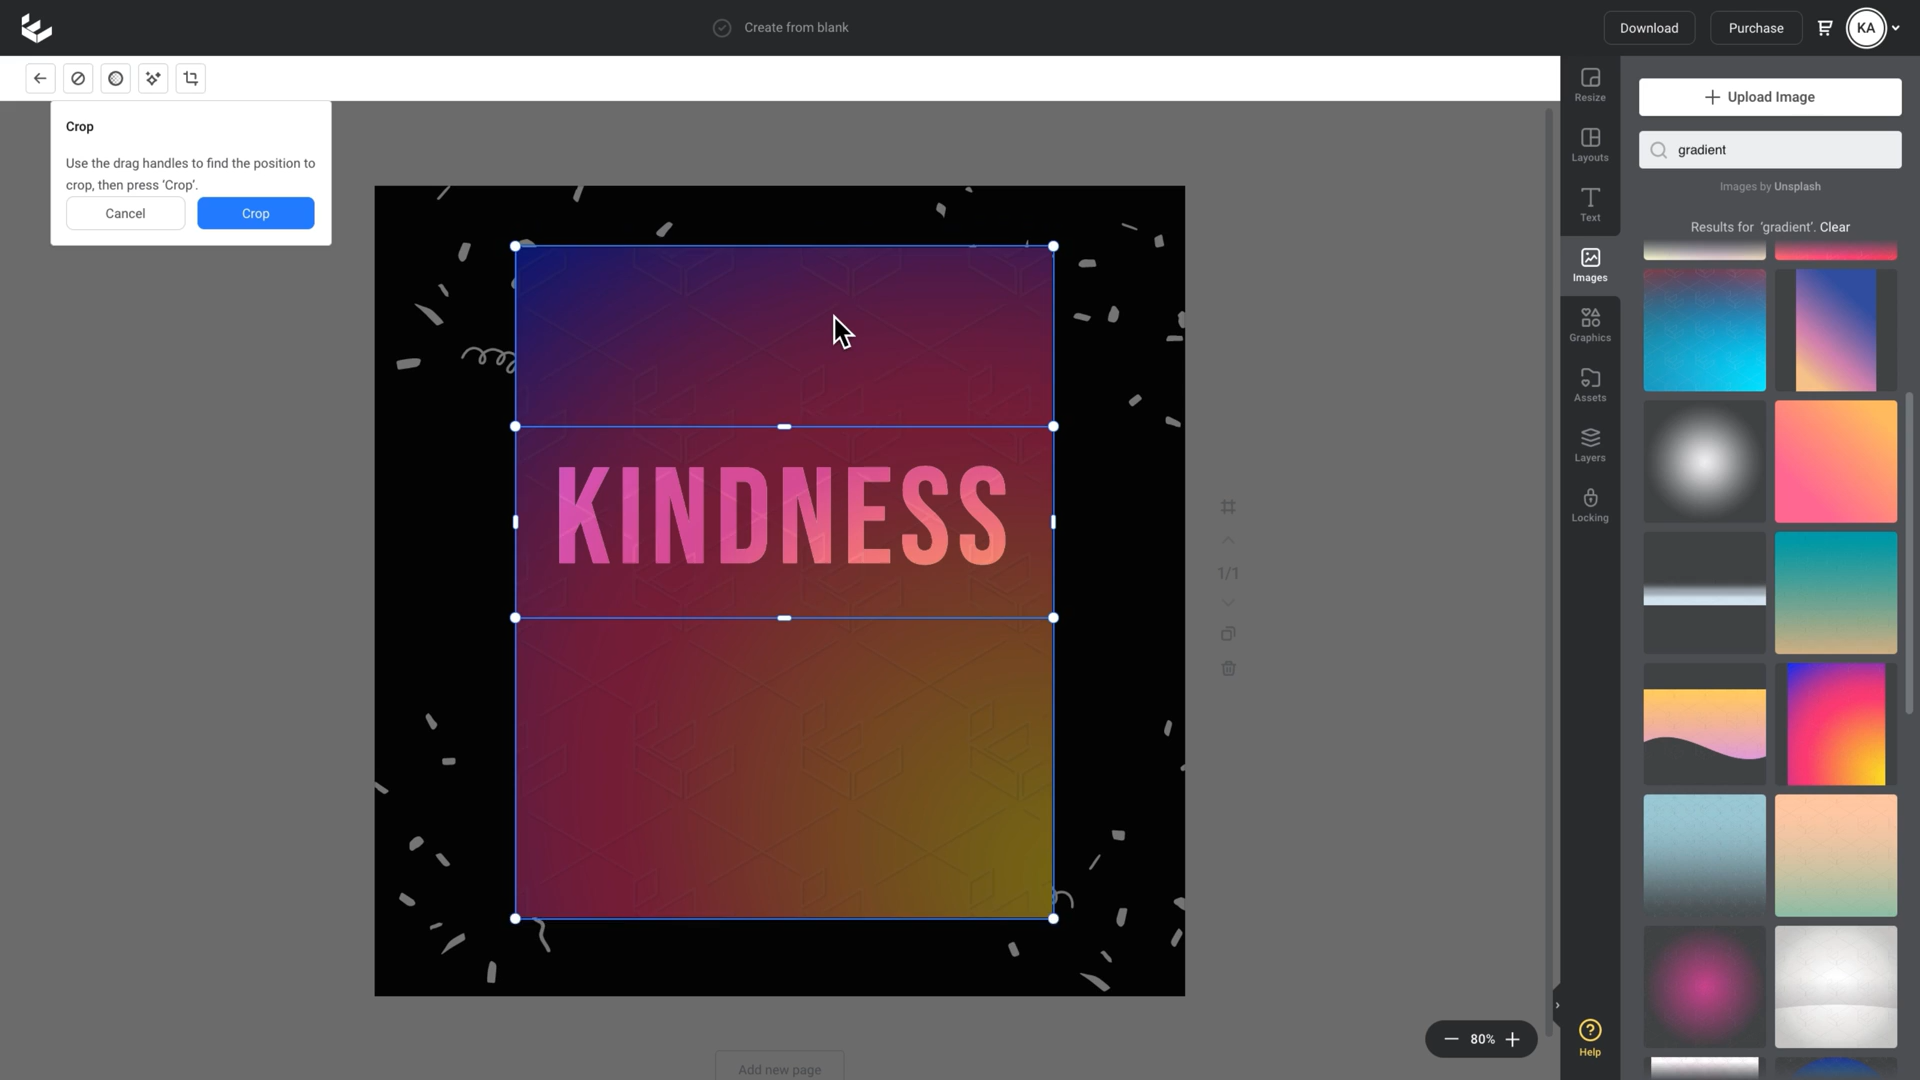 Create from blank
Download
Purchase
KA
Crop
Use the drag handles to find the position to
crop, then press 'Crop'.
Cancel
Crop
KINDNESS
1/1
Add new page
80%
Resize
Layouts
Text
Images
Graphics
Assets
Layers
Locking
Help
Upload Image
gradient
Images by Unsplash
Results for 'gradient'. Clear